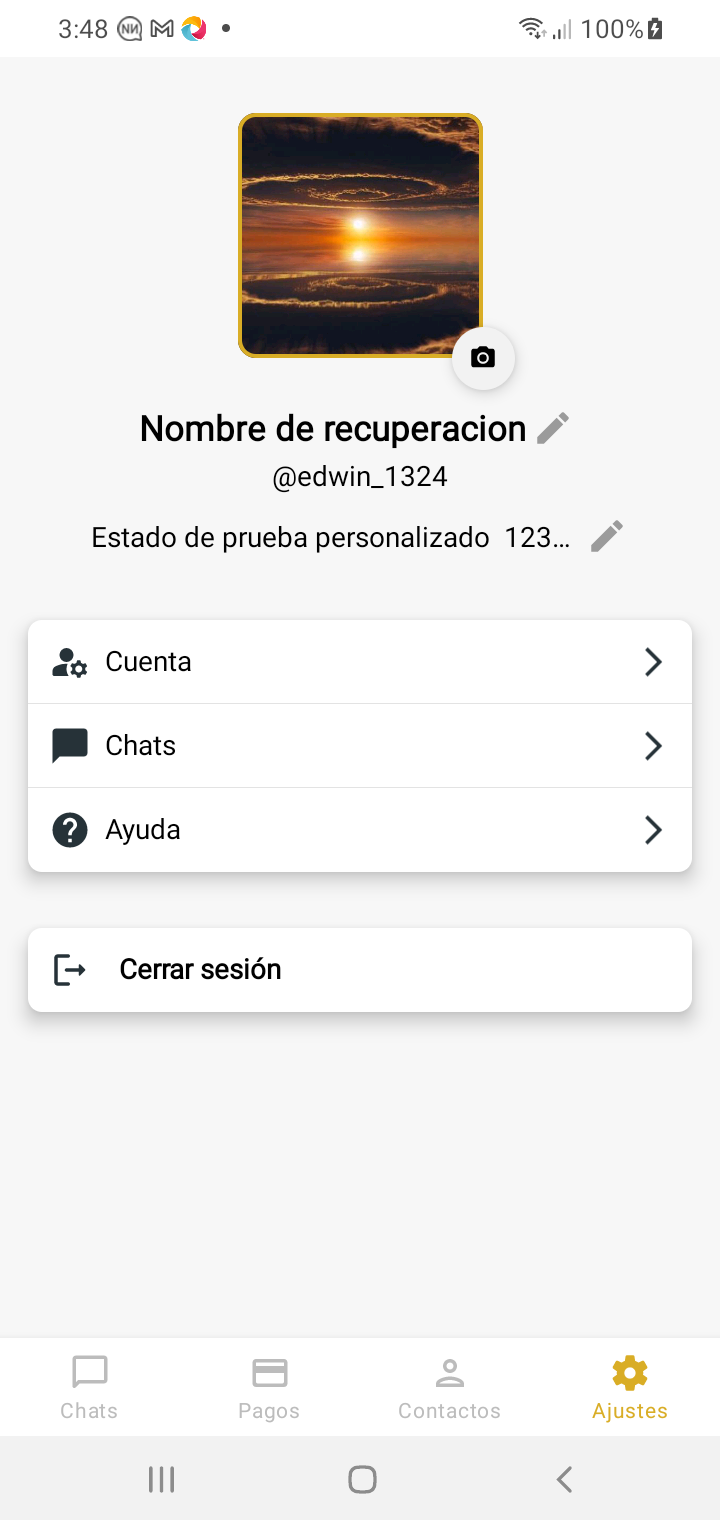 3:48 100%
Nombre de recuperacion
@edwin_1324
Estado de prueba personalizado 123...
Cuenta
Chats
Ayuda
Cerrar sesión
Chats Pagos Contactos Ajustes